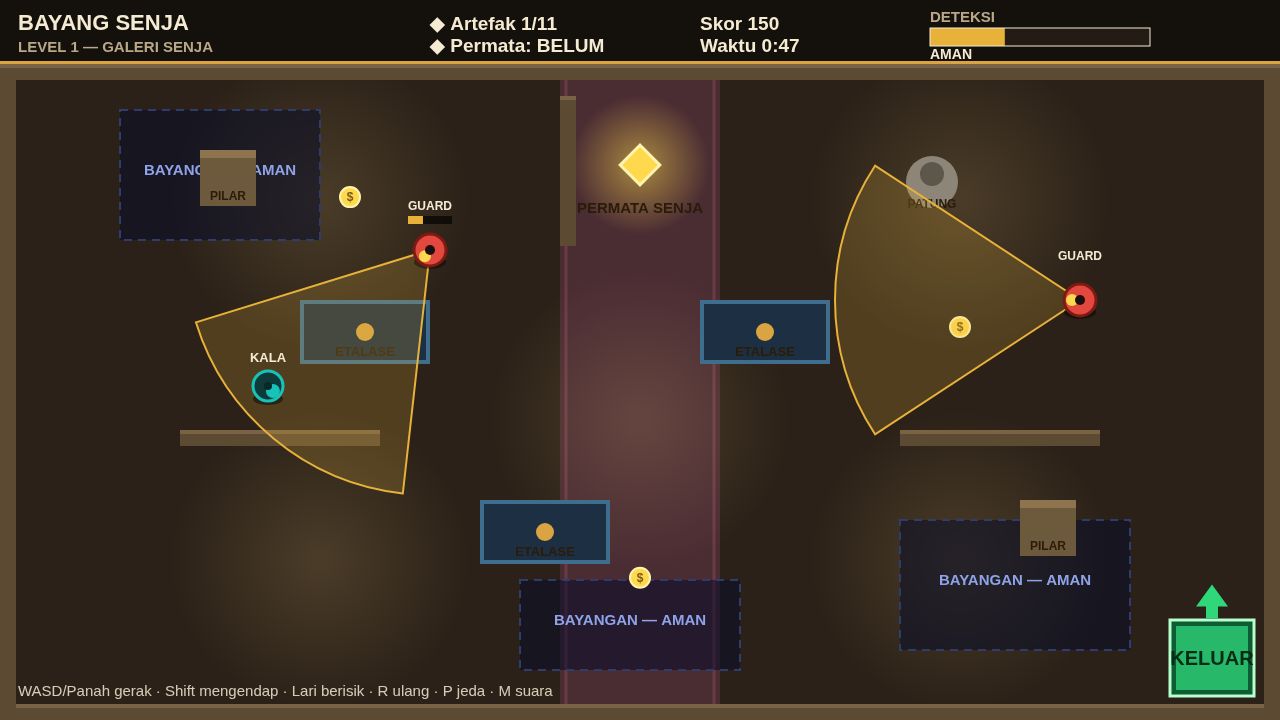 BAYANG SENJA
LEVEL 1 — GALERI SENJA
◆ Artefak 1/11
◆ Permata: BELUM
Skor 150
Waktu 0:47
DETEKSI
AMAN
BAYANG AMAN
PILAR
$
GUARD
PERMATA SENJA
PATUNG
GUARD
ETALASE
ETALASE
$
KALA
ETALASE
$
BAYANGAN — AMAN
PILAR
BAYANGAN — AMAN
KELUAR
WASD/Panah gerak · Shift mengendap · Lari berisik · R ulang · P jeda · M suara